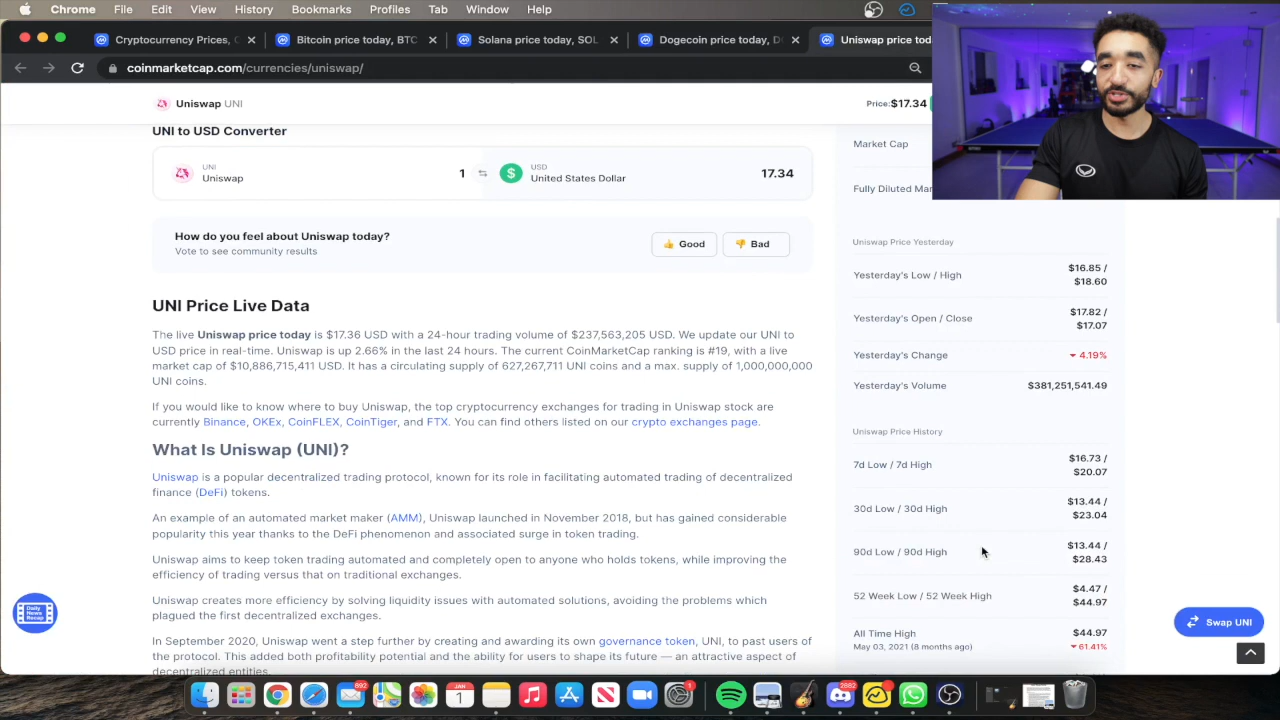 Chrome File Edit View History Bookmarks Profiles Tab Window Help
Cryptocurrency Prices, C
Bitcoin price today, BTC
Solana price today, SOL
Dogecoin price today, D
Uniswap price tod
coinmarketcap.com/currencies/uniswap/
Uniswap UNI
Price: $17.34
UNI to USD Converter
UNI
Uniswap
1
USD
United States Dollar
17.34
How do you feel about Uniswap today?
Vote to see community results
Good
Bad
UNI Price Live Data
The live Uniswap price today is $17.36 USD with a 24-hour trading volume of $237,563,205 USD. We update our UNI to
USD price in real-time. Uniswap is up 2.66% in the last 24 hours. The current CoinMarketCap ranking is #19, with a live
market cap of $10,886,715,411 USD. It has a circulating supply of 627,267,711 UNI coins and a max. supply of 1,000,000,000
UNI coins.
If you would like to know where to buy Uniswap, the top cryptocurrency exchanges for trading in Uniswap stock are
currently Binance, OKEx, CoinFLEX, CoinTiger, and FTX. You can find others listed on our crypto exchanges page.
What Is Uniswap (UNI)?
Uniswap is a popular decentralized trading protocol, known for its role in facilitating automated trading of decentralized
finance (DeFi) tokens.
An example of an automated market maker (AMM), Uniswap launched in November 2018, but has gained considerable
popularity this year thanks to the DeFi phenomenon and associated surge in token trading.
Uniswap aims to keep token trading automated and completely open to anyone who holds tokens, while improving the
efficiency of trading versus that on traditional exchanges.
Uniswap creates more efficiency by solving liquidity issues with automated solutions, avoiding the problems which
plagued the first decentralized exchanges.
In September 2020, Uniswap went a step further by creating and awarding its own governance token, UNI, to past users of
the protocol. This added both profitability potential and the ability for users to shape its future — an attractive aspect of
decentralized entities.
Market Cap
Fully Diluted Mar
Uniswap Price Yesterday
Yesterday's Low / High
$16.85 /
$18.60
Yesterday's Open / Close
$17.82 /
$17.07
Yesterday's Change
4.19%
Yesterday's Volume
$381,251,541.49
Uniswap Price History
7d Low / 7d High
$16.73 /
$20.07
30d Low / 30d High
$13.44 /
$23.04
90d Low / 90d High
$13.44 /
$28.43
52 Week Low / 52 Week High
$4.47 /
$44.97
All Time High
$44.97
May 03, 2021 (8 months ago)
61.41%
Daily
News
Recap
Swap UNI
892
JAN
1
1
2882